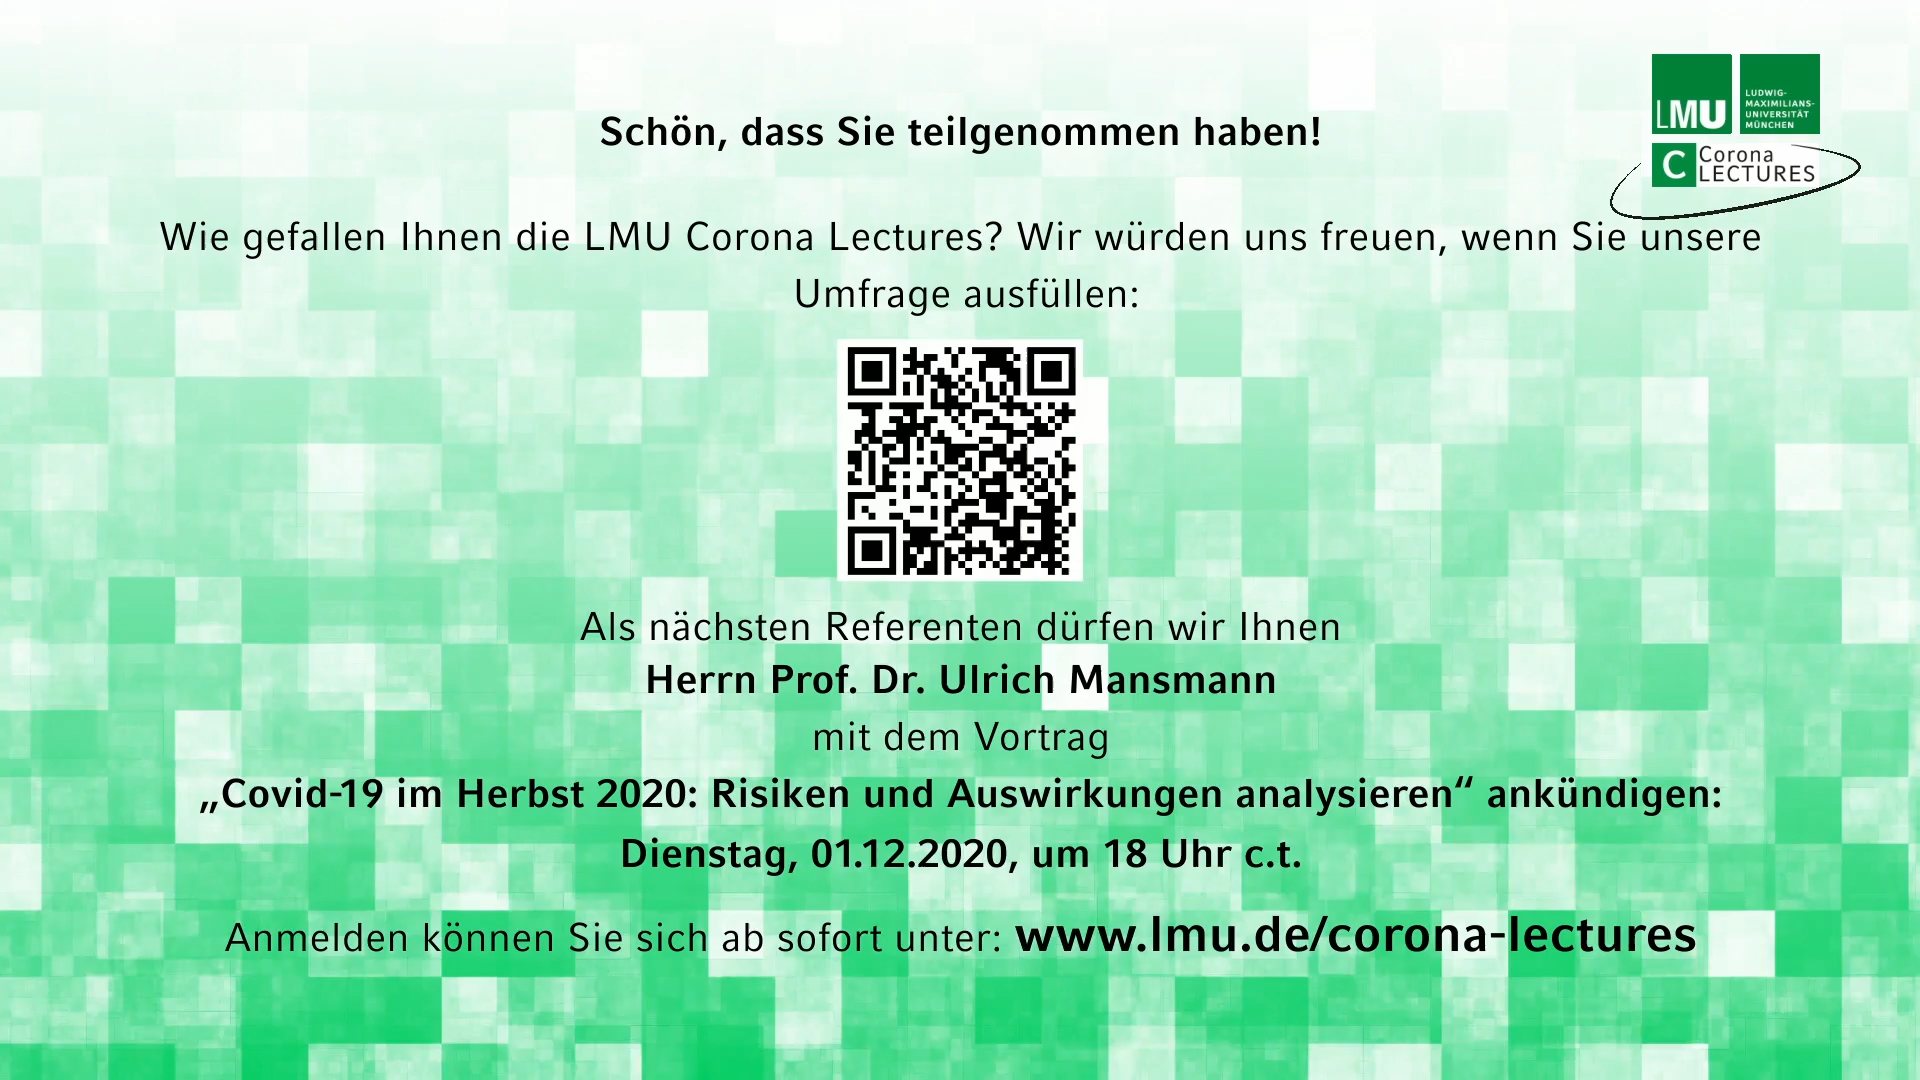 LMU
LUDWIG-
MAXIMILIANS-
UNIVERSITÄT
MÜNCHEN
C Corona
LECTURES
Schön, dass Sie teilgenommen haben!
Wie gefallen Ihnen die LMU Corona Lectures? Wir würden uns freuen, wenn Sie unsere
Umfrage ausfüllen:
Als nächsten Referenten dürfen wir Ihnen
Herrn Prof. Dr. Ulrich Mansmann
mit dem Vortrag
„Covid-19 im Herbst 2020: Risiken und Auswirkungen analysieren“ ankündigen:
Dienstag, 01.12.2020, um 18 Uhr c.t.
Anmelden können Sie sich ab sofort unter: www.lmu.de/corona-lectures